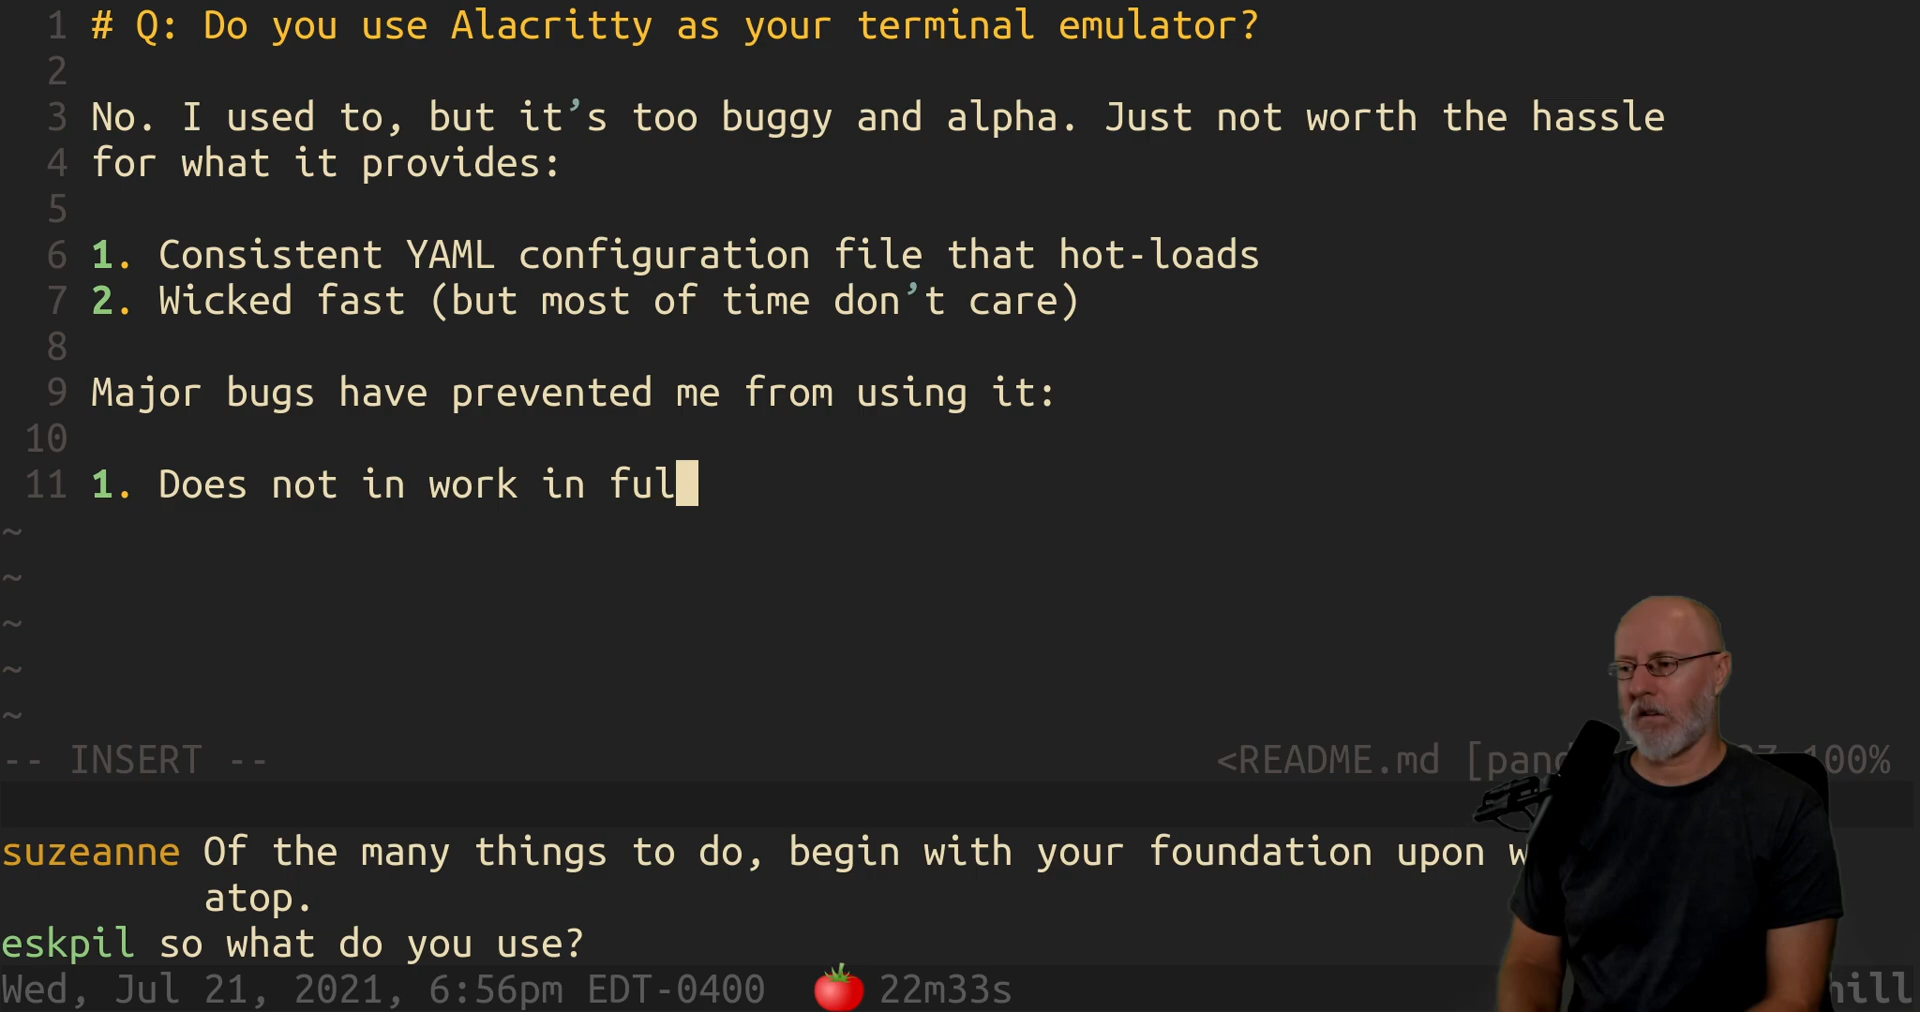 1 # Q: Do you use Alacritty as your terminal emulator?
2
3 No. I used to, but it’s too buggy and alpha. Just not worth the hassle
4 for what it provides:
5
6 1. Consistent YAML configuration file that hot-loads
7 2. Wicked fast (but most of time don’t care)
8
9 Major bugs have prevented me from using it:
10
11 1. Does not in work in ful
~
~
~
~
~
-- INSERT -- <README.md 100%
suzeanne Of the many things to do, begin with your foundation upon
atop.
eskpil so what do you use?
Wed, Jul 21, 2021, 6:56pm EDT-0400 🍅 22m33s